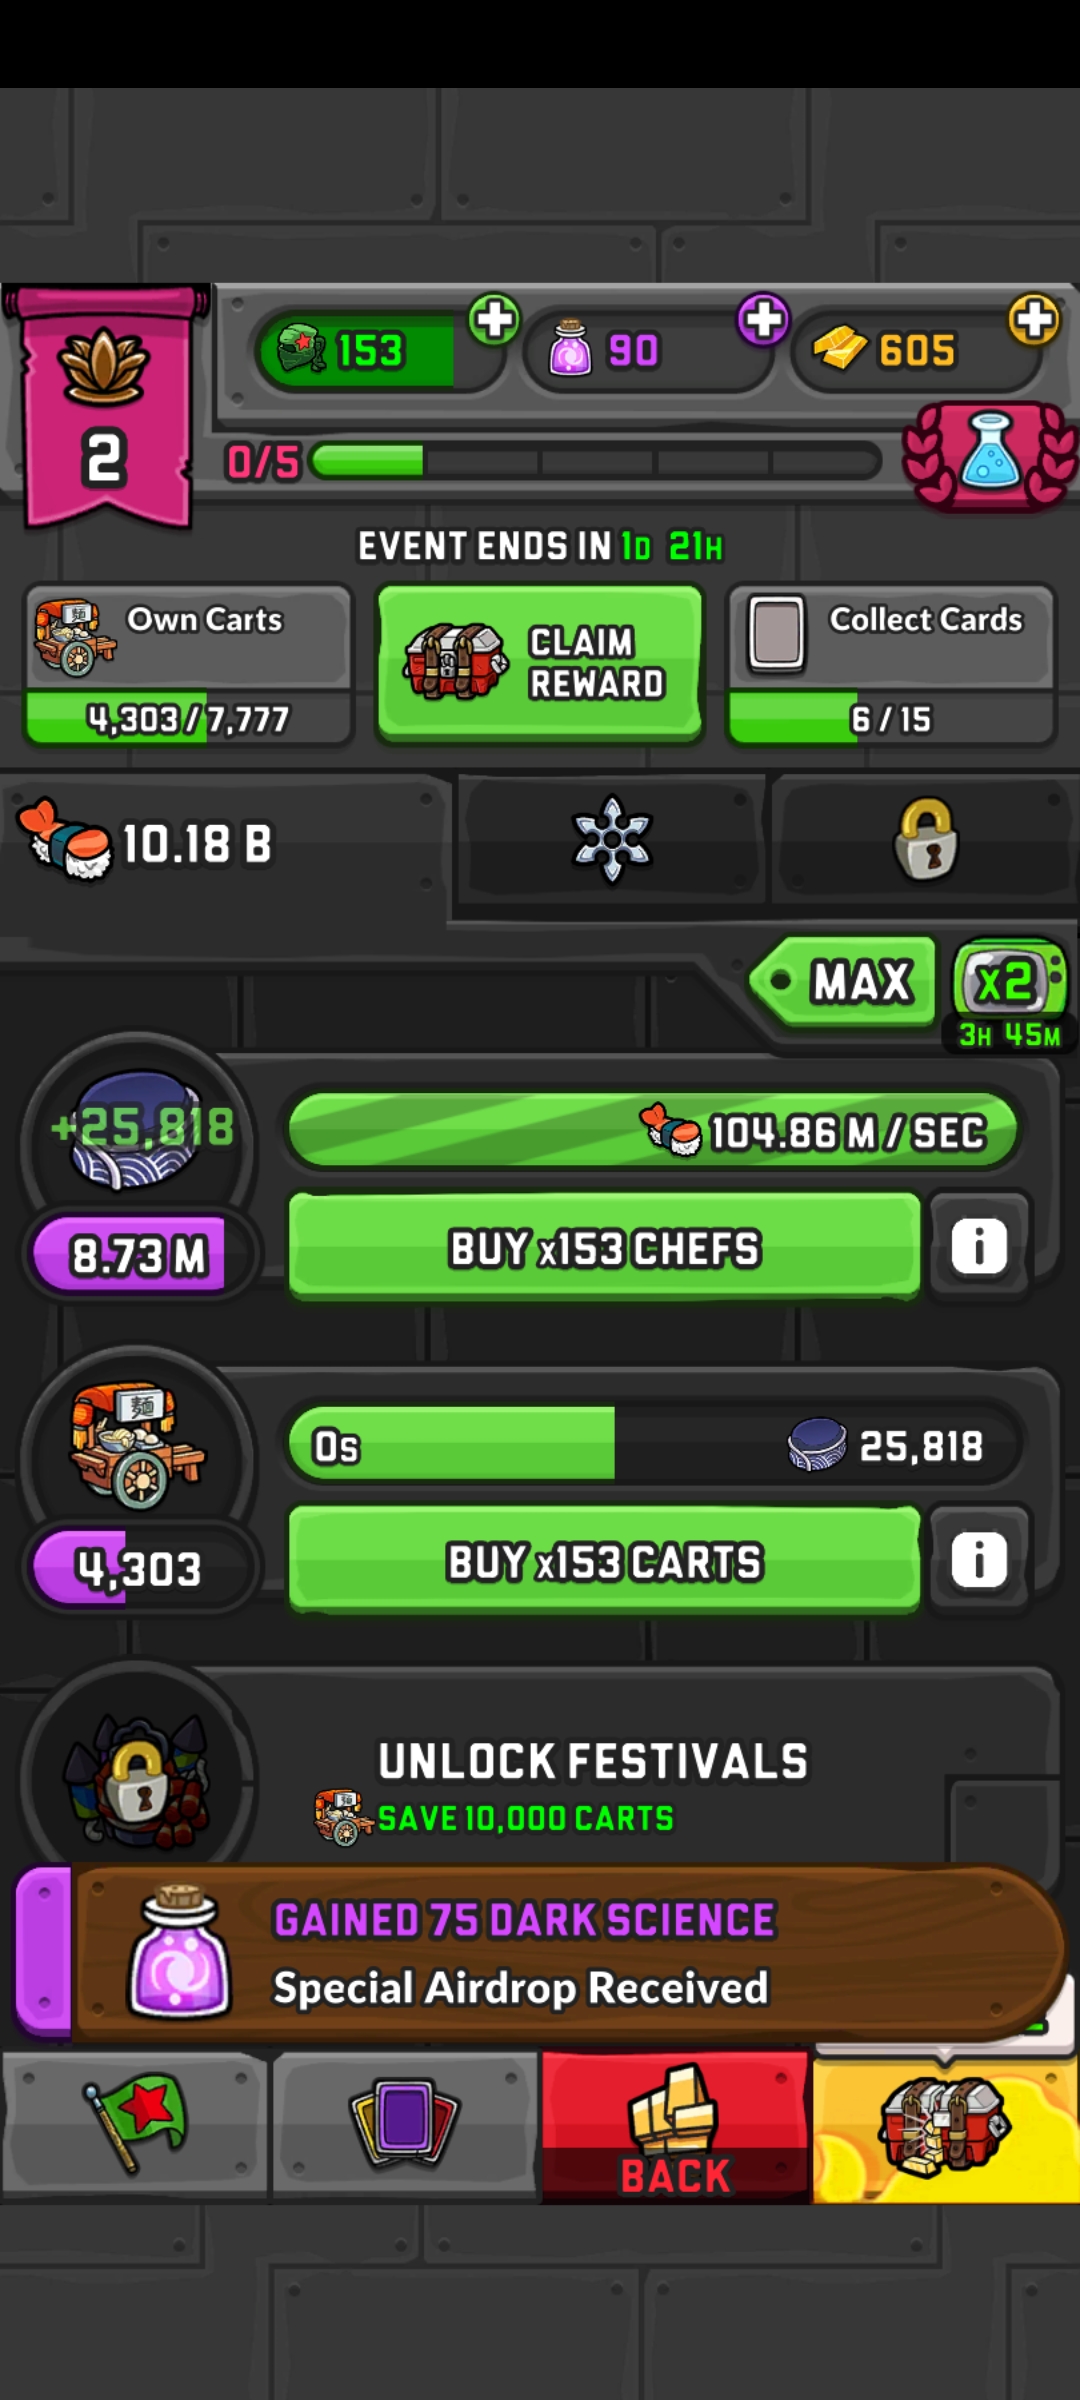 153
90
605
2
0/5
EVENT ENDS IN 1D 21H
Own Carts
4,303/7,777
CLAIM
REWARD
Collect Cards
6/15
10.18 B
MAX
x2
3H 45M
+25,818
104.86 M/SEC
8.73 M
BUY x153 CHEFS
i
麺
0s
25,818
4,303
BUY x153 CARTS
i
UNLOCK FESTIVALS
SAVE 10,000 CARTS
GAINED 75 DARK SCIENCE
Special Airdrop Received
BACK